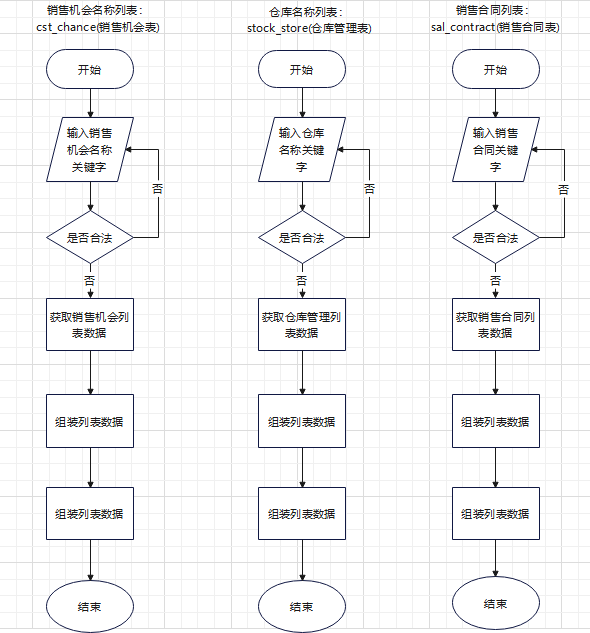 销售机会名称列表:
cst_chance(销售机会表)
开始
输入销售
机会名称
关键字
否
是否合法
否
获取销售机会列
表数据
组装列表数据
组装列表数据
结束
仓库名称列表:
stock_store(仓库管理表)
开始
输入仓库
名称关键
字
否
是否合法
否
获取仓库管理列
表数据
组装列表数据
组装列表数据
结束
销售合同列表:
sal_contract(销售合同表)
开始
输入销售
合同关键
字
否
是否合法
否
获取销售合同列
表数据
组装列表数据
组装列表数据
结束